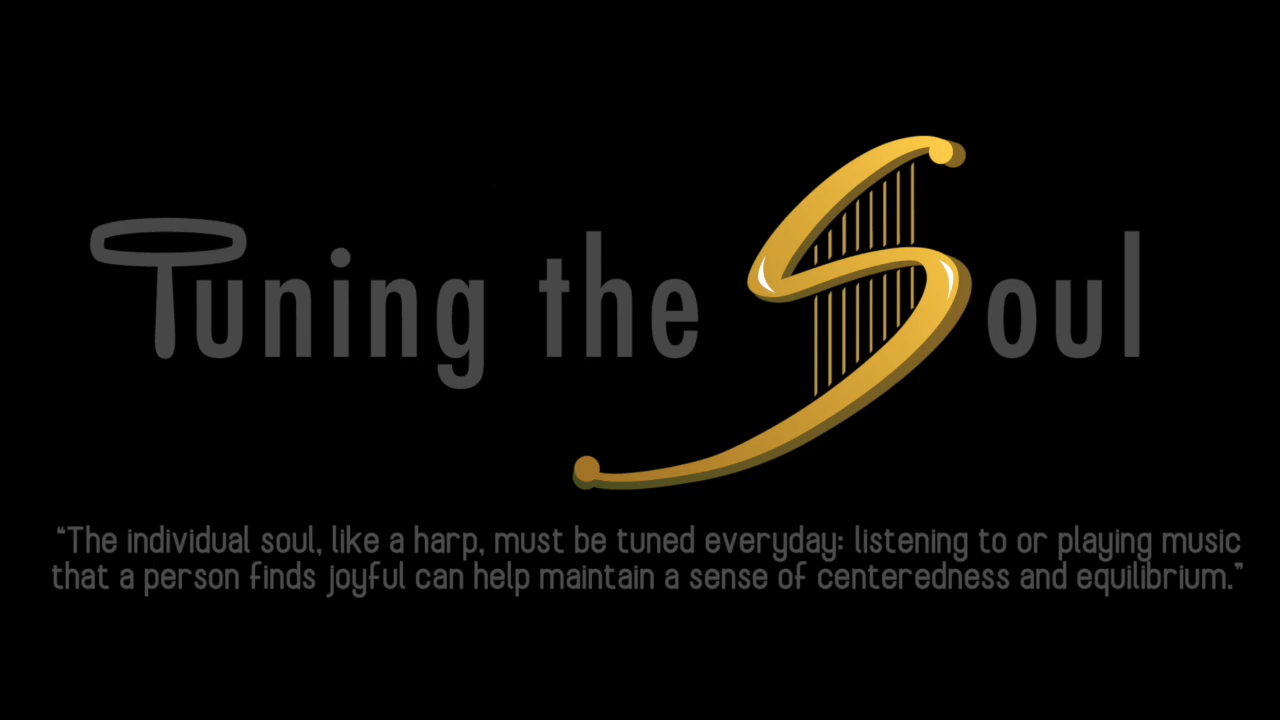 Tuning the Soul
“The individual soul, like a harp, must be tuned everyday: listening to or playing music
that a person finds joyful can help maintain a sense of centeredness and equilibrium.”